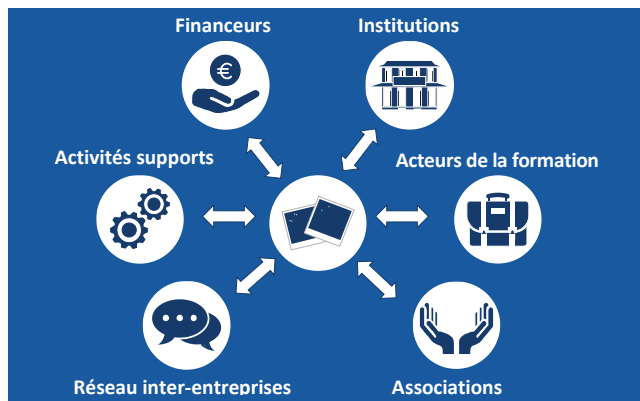 Financeurs
Institutions
€
Activités supports
Acteurs de la formation
Réseau inter-entreprises
Associations